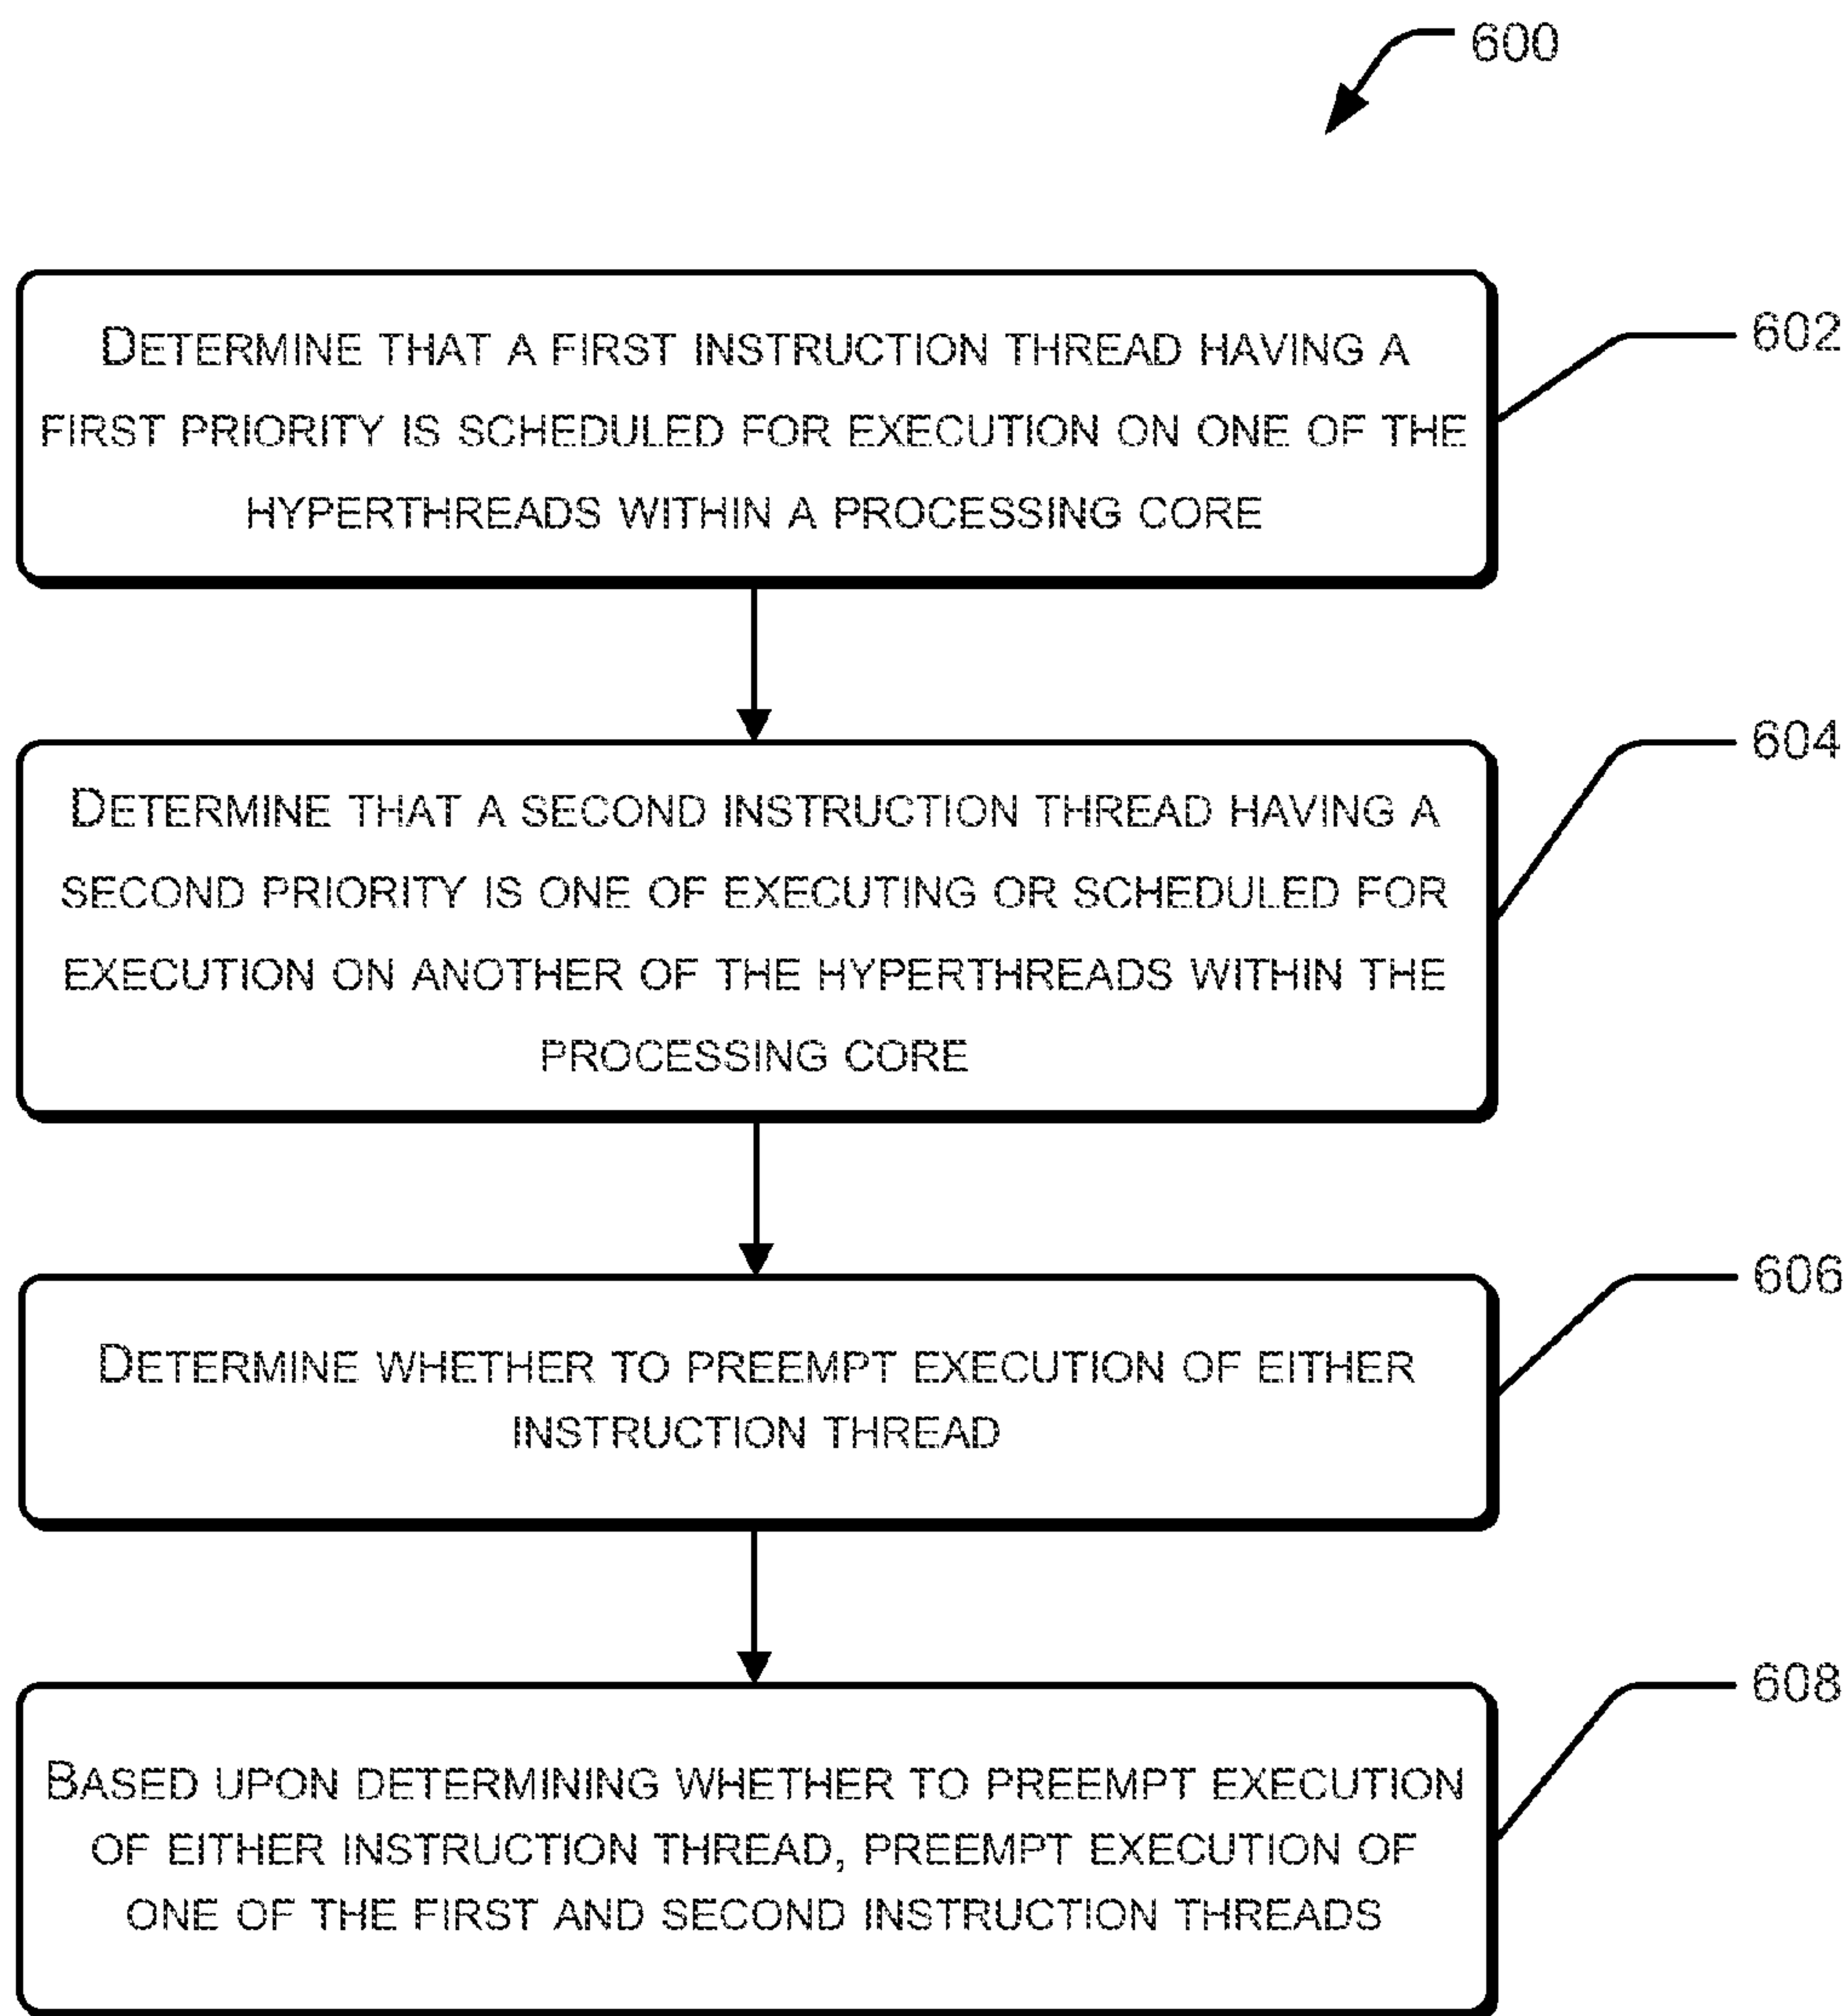 600
DETERMINE THAT A FIRST INSTRUCTION THREAD HAVING A
FIRST PRIORITY IS SCHEDULED FOR EXECUTION ON ONE OF THE
HYPERTHREADS WITHIN A PROCESSING CORE
602
DETERMINE THAT A SECOND INSTRUCTION THREAD HAVING A
SECOND PRIORITY IS ONE OF EXECUTING OR SCHEDULED FOR
EXECUTION ON ANOTHER OF THE HYPERTHREADS WITHIN THE
PROCESSING CORE
604
DETERMINE WHETHER TO PREEMPT EXECUTION OF EITHER
INSTRUCTION THREAD
606
BASED UPON DETERMINING WHETHER TO PREEMPT EXECUTION
OF EITHER INSTRUCTION THREAD, PREEMPT EXECUTION OF
ONE OF THE FIRST AND SECOND INSTRUCTION THREADS
608